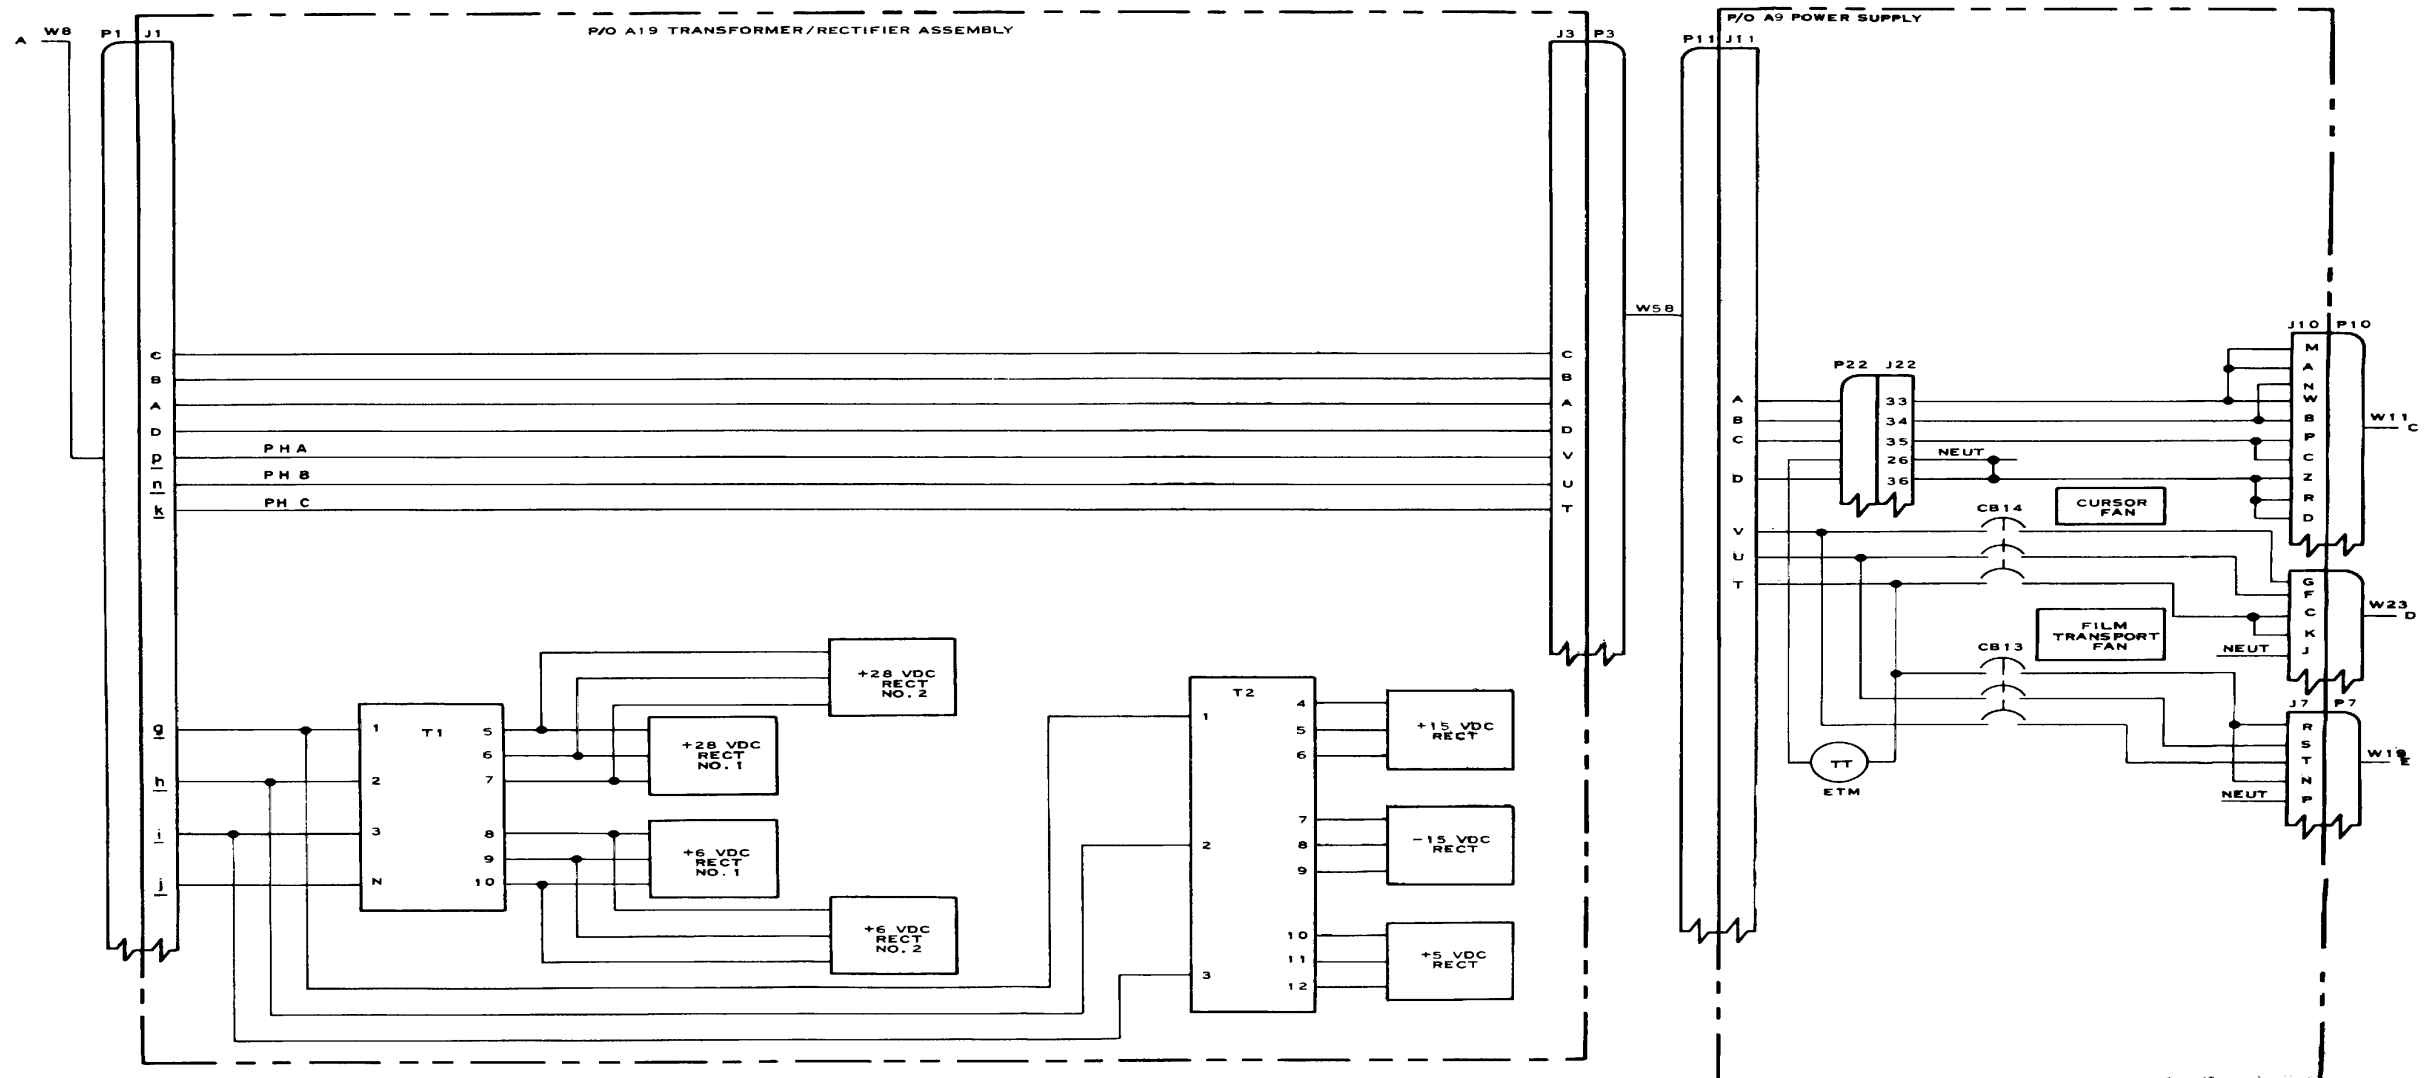 P/O A19 TRANSFORMER/RECTIFIER ASSEMBLY
P/O A9 POWER SUPPLY
A
W8
P1
J1
C
B
A
D
p
n
k
g
h
i
j
PH A
PH B
PH C
J3
P3
C
B
A
D
V
U
T
T1
1
2
3
N
5
6
7
8
9
10
+28 VDC
RECT
NO. 2
+28 VDC
RECT
NO. 1
+6 VDC
RECT
NO. 1
+6 VDC
RECT
NO. 2
T2
1
2
3
4
5
6
7
8
9
10
11
12
+15 VDC
RECT
-15 VDC
RECT
+5 VDC
RECT
W58
P11
J11
A
B
C
D
V
U
T
P22
J22
33
34
35
26
36
NEUT
CB14
CURSOR
FAN
FILM
TRANSPORT
FAN
CB13
TT
ETM
J10
P10
M
A
N
W
B
P
C
Z
R
D
W11
C
G
F
C
K
J
NEUT
W23
D
J7
P7
R
S
T
N
P
NEUT
E